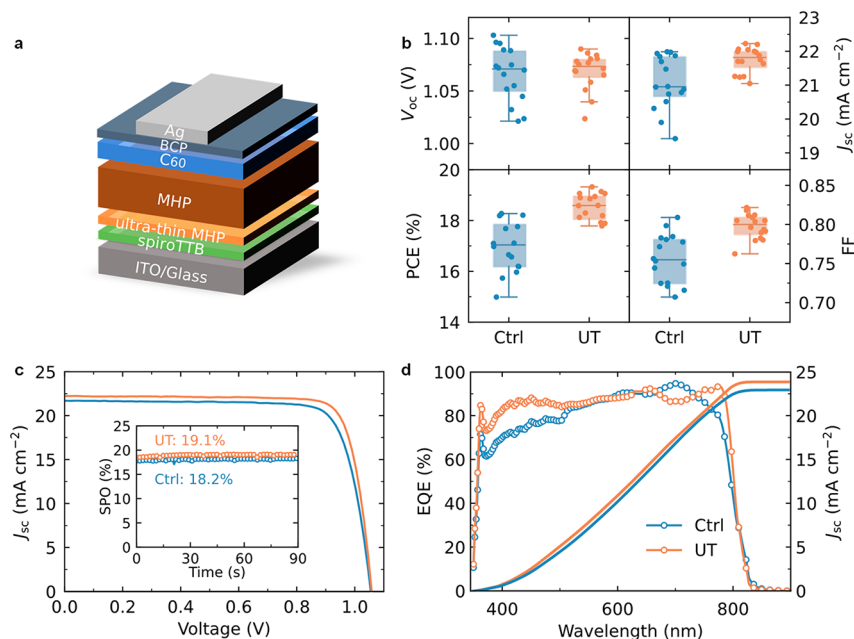 a
Ag
BCP
C60
MHP
ultra-thin MHP
spiroTTB
ITO/Glass
b
1.10
1.05
1.00
Voc (V)
23
22
21
20
19
Jsc (mA cm−2)
20
18
16
14
PCE (%)
0.85
0.80
0.75
0.70
FF
Ctrl UT Ctrl UT
c
25
20
15
10
5
0
Jsc (mA cm−2)
0.0 0.2 0.4 0.6 0.8 1.0
Voltage (V)
25
20
15
10
5
0
SPO (%)
UT: 19.1%
Ctrl: 18.2%
0 30 60 90
Time (s)
d
100
80
60
40
20
0
EQE (%)
Ctrl
UT
25
20
15
10
5
0
Jsc (mA cm−2)
400 600 800
Wavelength (nm)